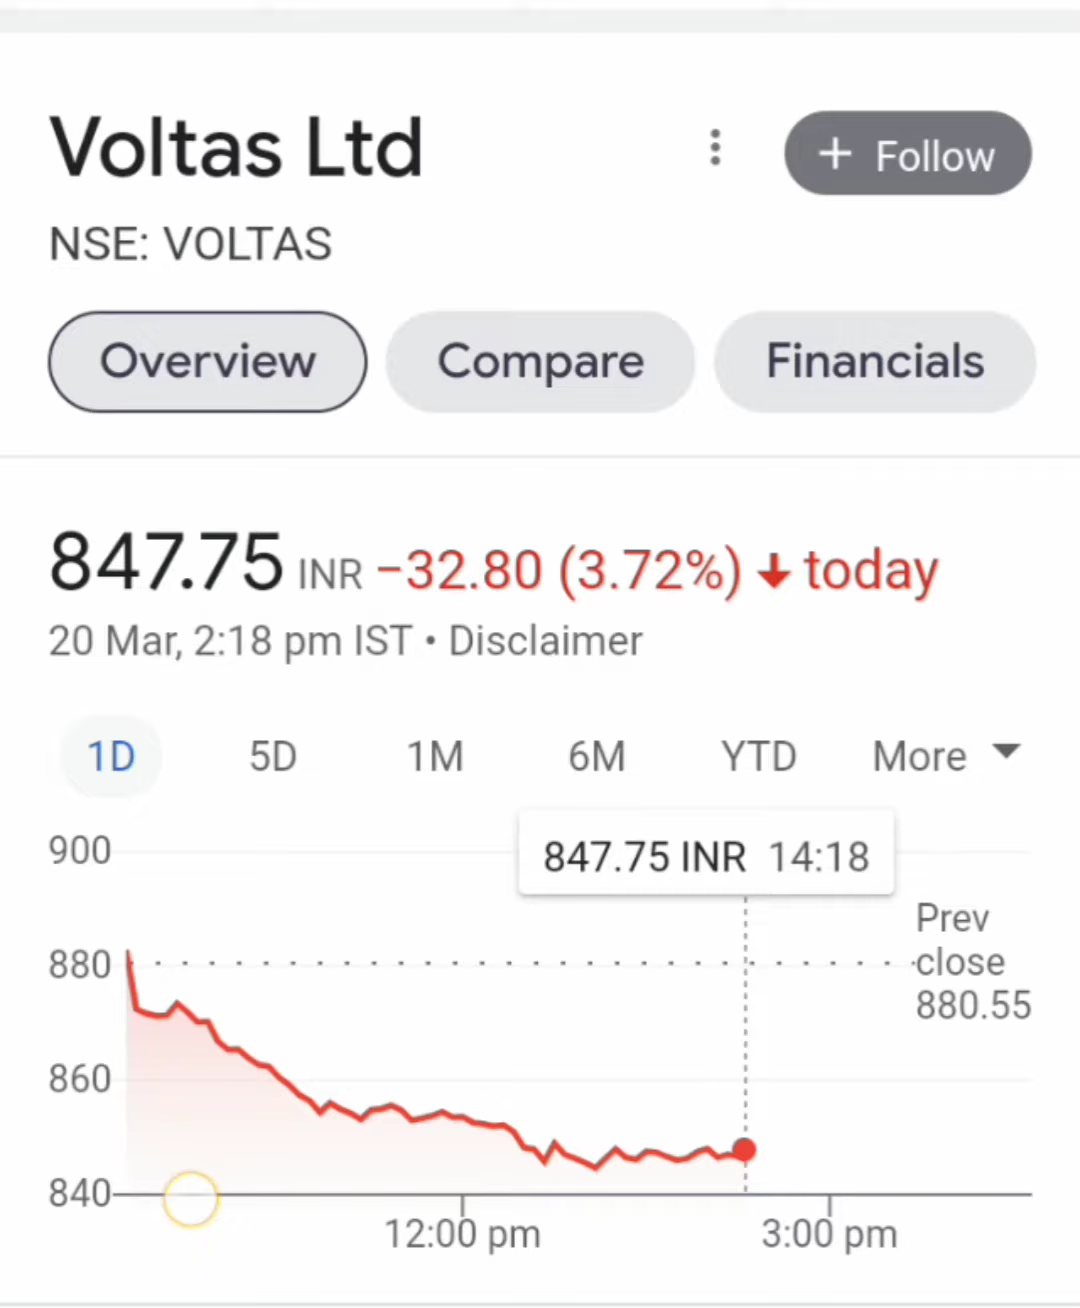 Voltas Ltd
+ Follow
NSE: VOLTAS
Overview
Compare
Financials
847.75 INR −32.80 (3.72%) ↓ today
20 Mar, 2:18 pm IST • Disclaimer
1D 5D 1M 6M YTD More
847.75 INR 14:18
900
880
860
840
Prev
close
880.55
12:00 pm
3:00 pm